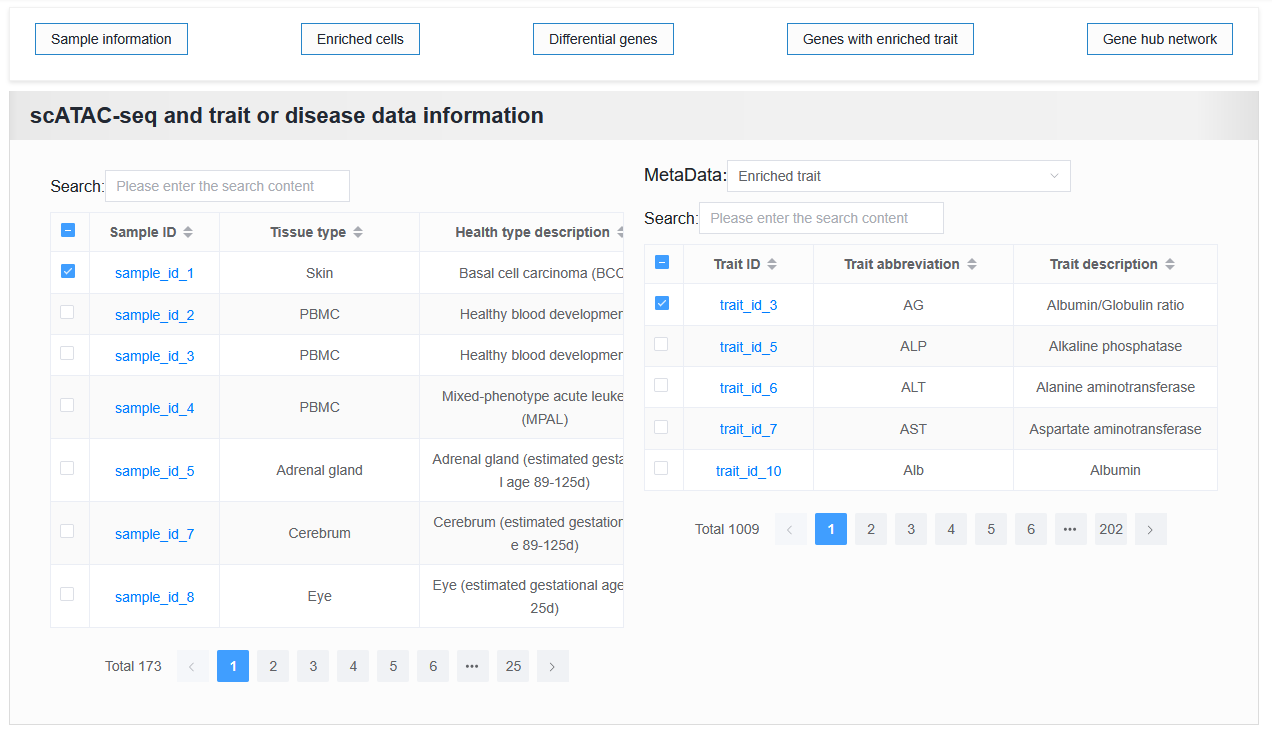 Sample information
Enriched cells
Differential genes
Genes with enriched trait
Gene hub network
scATAC-seq and trait or disease data information
Search: Please enter the search content
Sample ID Tissue type Health type description
sample_id_1 Skin Basal cell carcinoma (BCC
sample_id_2 PBMC Healthy blood developmer
sample_id_3 PBMC Healthy blood developmer
sample_id_4 PBMC Mixed-phenotype acute leuke
(MPAL)
sample_id_5 Adrenal gland Adrenal gland (estimated gesta
l age 89-125d)
sample_id_7 Cerebrum Cerebrum (estimated gestation
e 89-125d)
sample_id_8 Eye Eye (estimated gestational age
25d)
Total 173 1 2 3 4 5 6 ••• 25
MetaData: Enriched trait
Search: Please enter the search content
Trait ID Trait abbreviation Trait description
trait_id_3 AG Albumin/Globulin ratio
trait_id_5 ALP Alkaline phosphatase
trait_id_6 ALT Alanine aminotransferase
trait_id_7 AST Aspartate aminotransferase
trait_id_10 Alb Albumin
Total 1009 1 2 3 4 5 6 ••• 202